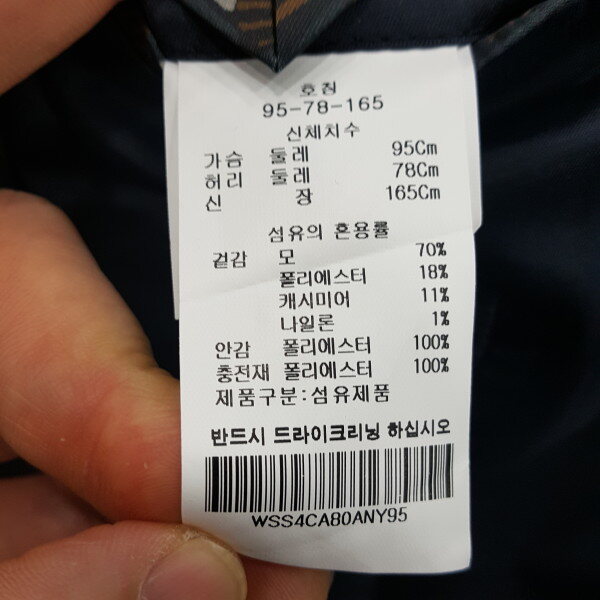 호칭
95-78-165
신체치수
가슴 둘레 95Cm
허리 둘레 78Cm
신 장 165Cm
섬유의 혼용률
겉감 모 70%
폴리에스터 18%
캐시미어 11%
나일론 1%
안감 폴리에스터 100%
충전재 폴리에스터 100%
제품구분:섬유제품
반드시 드라이크리닝 하십시오
WSS4CA80ANY95